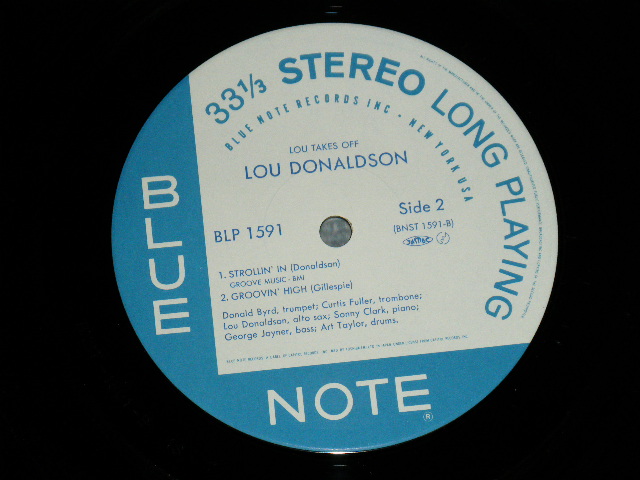 33⅓ STEREO LONG PLAYING
BLUE NOTE RECORDS INC · NEW YORK USA
LOU TAKES OFF
LOU DONALDSON
BLP 1591
Side 2
(BNST 1591-B)
1. STROLLIN' IN (Donaldson)
GROOVE MUSIC - BMI
2. GROOVIN' HIGH (Gillespie)
Donald Byrd, trumpet; Curtis Fuller, trombone;
Lou Donaldson, alto sax; Sonny Clark, piano;
George Jayner, bass; Art Taylor, drums.
BLUE
NOTE ®